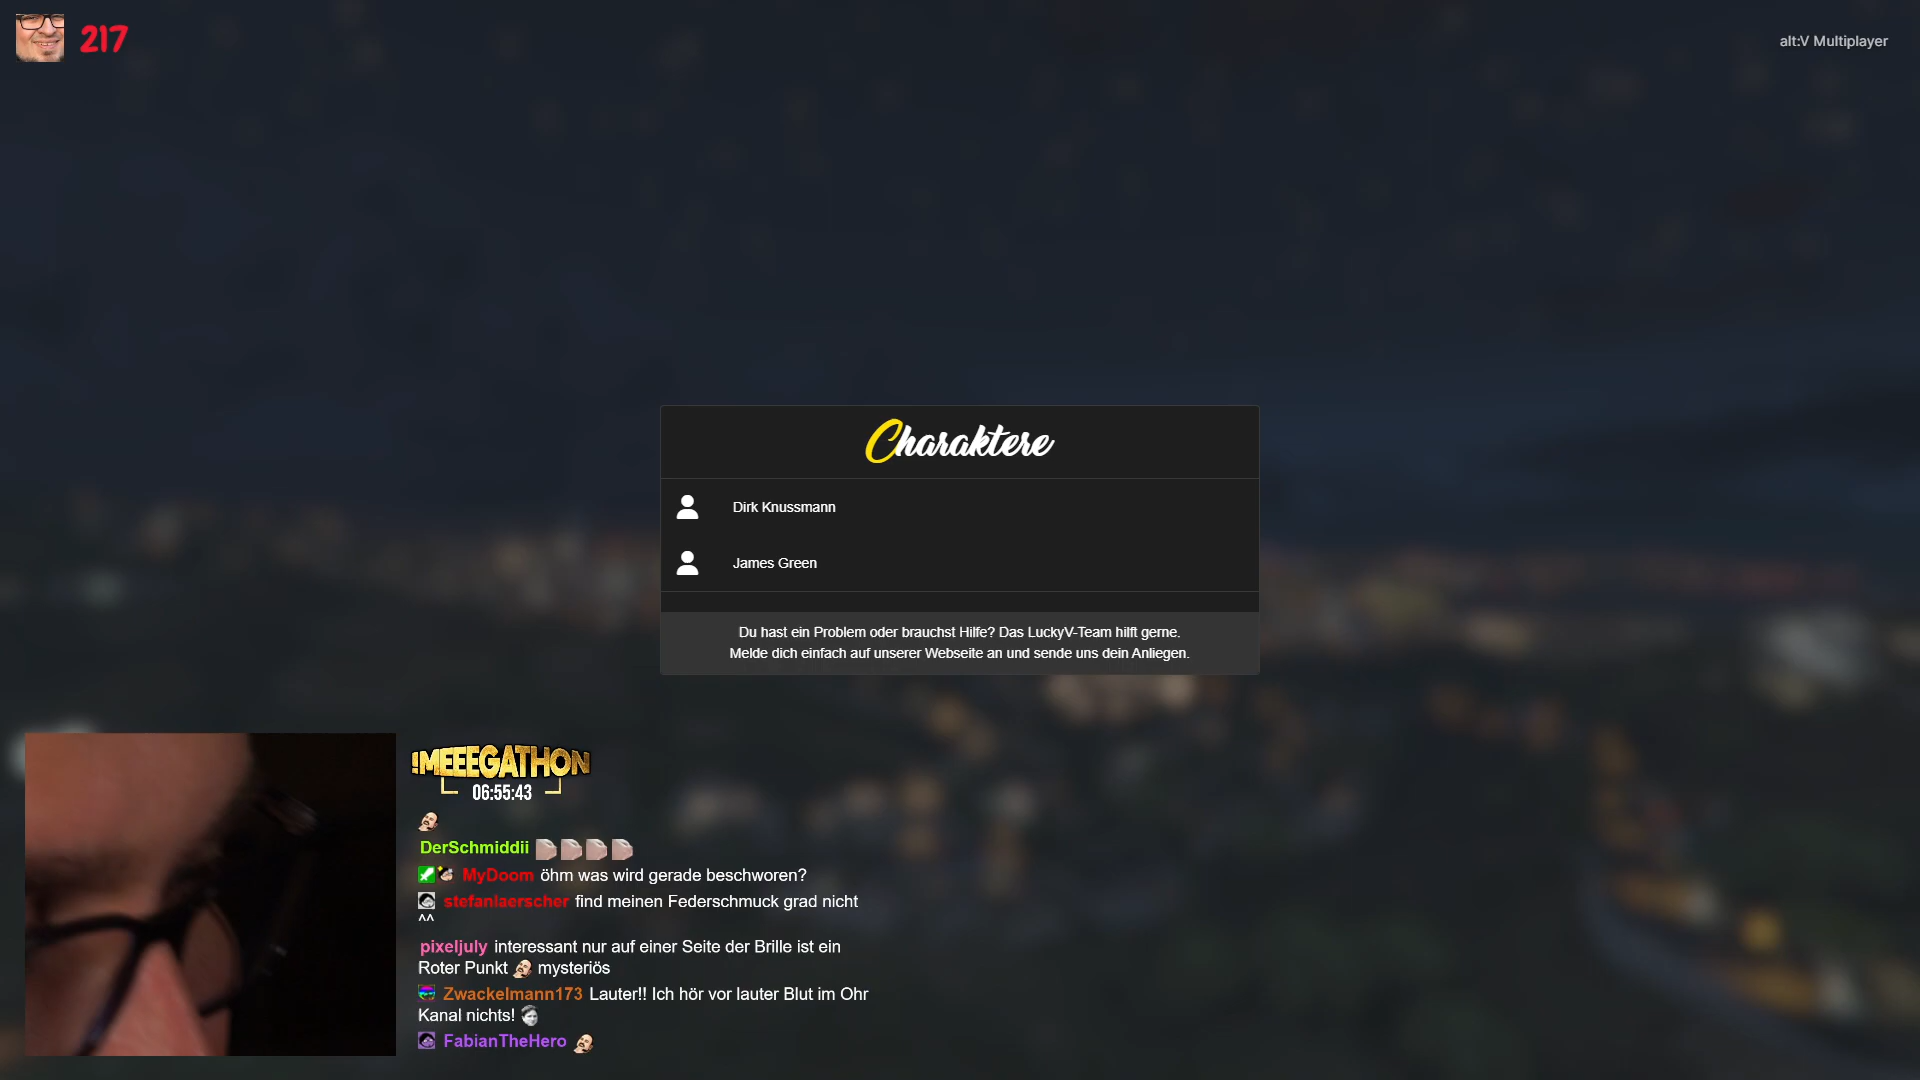 217
alt:V Multiplayer
Charaktere
Dirk Knussmann
James Green
Du hast ein Problem oder brauchst Hilfe? Das LuckyV-Team hilft gerne.
Melde dich einfach auf unserer Webseite an und sende uns dein Anliegen.
!MEEEGATHON
06:55:43
DerSchmiddii
MyDoom öhm was wird gerade beschworen?
stefanlaerscher find meinen Federschmuck grad nicht
^^
pixeljuly interessant nur auf einer Seite der Brille ist ein
Roter Punkt mysteriös
Zwackelmann173 Lauter!! Ich hör vor lauter Blut im Ohr
Kanal nichts!
FabianTheHero